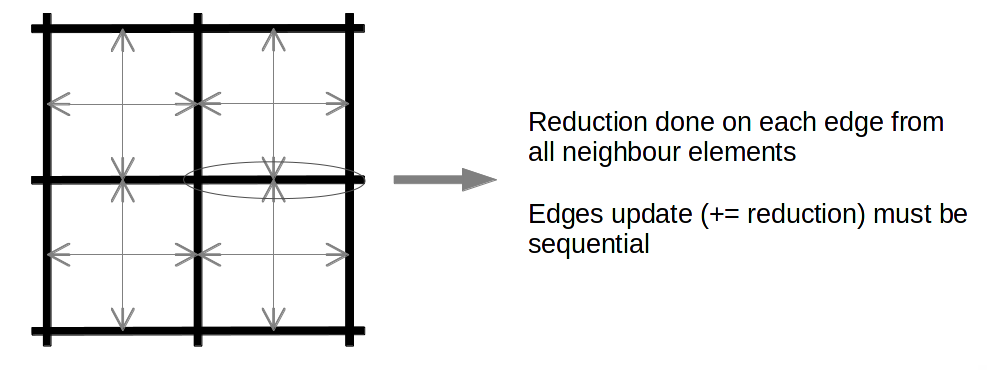 Reduction done on each edge from
all neighbour elements
Edges update (+= reduction) must be
sequential